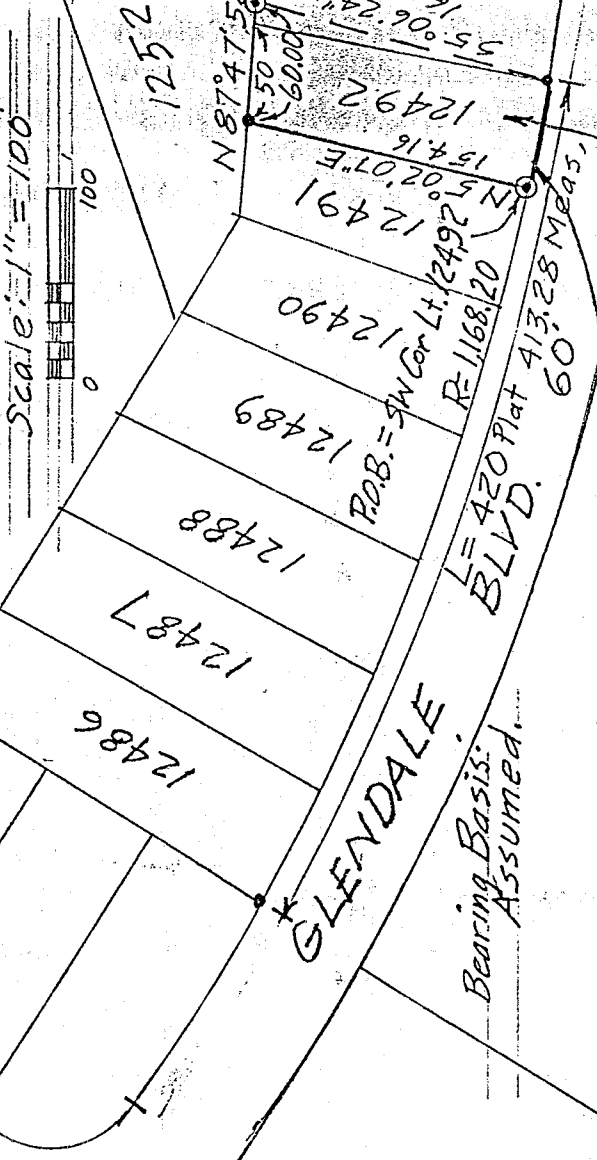 Scale: 1" = 100'
0
100
1252
N 87°47'5
50
60.00
5°06'24"
16
12492
N 5°02'07"E
154.16
12491
12490
12489
12488
12487
12486
P.O.B. = SW Cor Lt. 12492
R = 1,168.20
L = 420 Plat 413.28 Meas,
60'
GLENDALE
BLVD.
Bearing Basis:
Assumed.